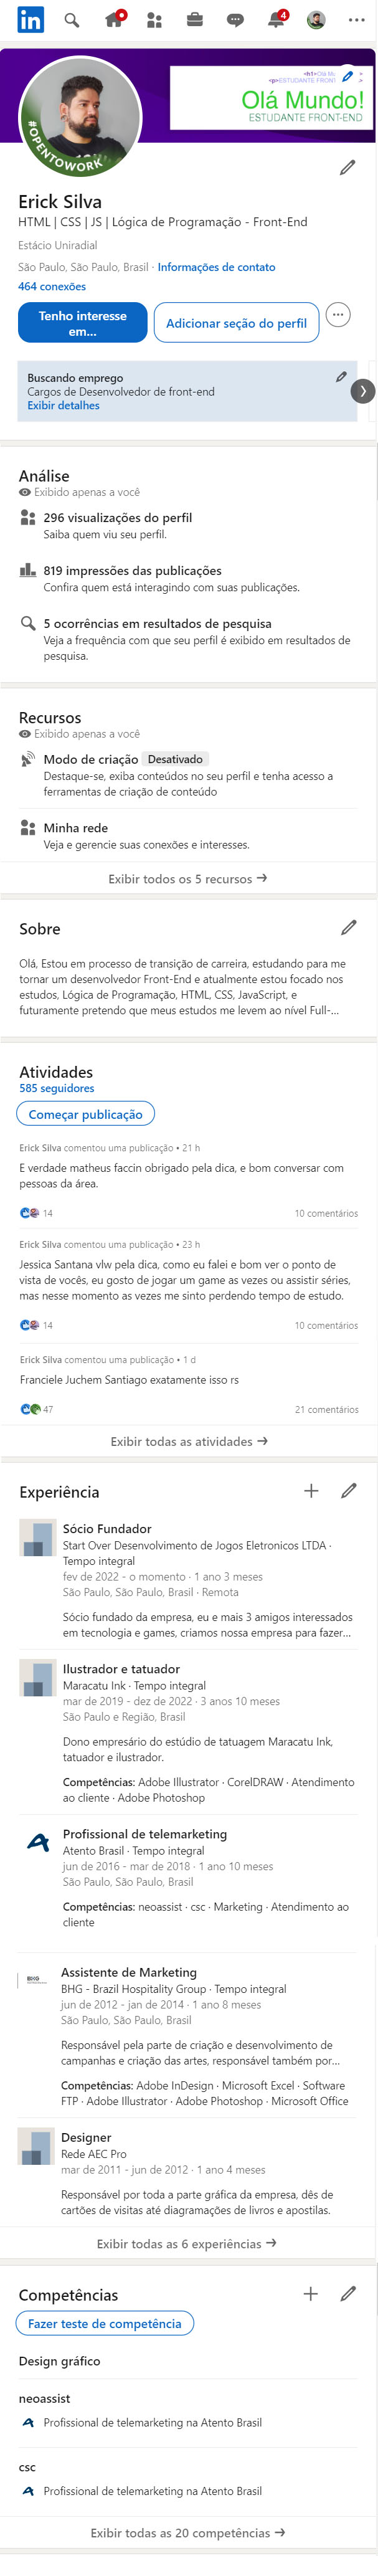 in
4
<h1>Olá M
<p>ESTUDANTE FRON
Olá Mundo!
ESTUDANTE FRONT-END
#OPENTOWORK
Erick Silva
HTML | CSS | JS | Lógica de Programação - Front-End
Estácio Uniradial
São Paulo, São Paulo, Brasil · Informações de contato
464 conexões
Tenho interesse
em...
Adicionar seção do perfil
Buscando emprego
Cargos de Desenvolvedor de front-end
Exibir detalhes
Análise
Exibido apenas a você
296 visualizações do perfil
Saiba quem viu seu perfil.
819 impressões das publicações
Confira quem está interagindo com suas publicações.
5 ocorrências em resultados de pesquisa
Veja a frequência com que seu perfil é exibido em resultados de
pesquisa.
Recursos
Exibido apenas a você
Modo de criação Desativado
Destaque-se, exiba conteúdos no seu perfil e tenha acesso a
ferramentas de criação de conteúdo
Minha rede
Veja e gerencie suas conexões e interesses.
Exibir todos os 5 recursos →
Sobre
Olá, Estou em processo de transição de carreira, estudando para me
tornar um desenvolvedor Front-End e atualmente estou focado nos
estudos, Lógica de Programação, HTML, CSS, JavaScript, e
futuramente pretendo que meus estudos me levem ao nível Full-...
Atividades
585 seguidores
Começar publicação
Erick Silva comentou uma publicação • 21 h
E verdade matheus faccin obrigado pela dica, e bom conversar com
pessoas da área.
14 10 comentários
Erick Silva comentou uma publicação • 23 h
Jessica Santana vlw pela dica, como eu falei e bom ver o ponto de
vista de vocês, eu gosto de jogar um game as vezes ou assistir séries,
mas nesse momento as vezes me sinto perdendo tempo de estudo.
14 10 comentários
Erick Silva comentou uma publicação • 1 d
Franciele Juchem Santiago exatamente isso rs
47 21 comentários
Exibir todas as atividades →
Experiência
Sócio Fundador
Start Over Desenvolvimento de Jogos Eletronicos LTDA ·
Tempo integral
fev de 2022 - o momento · 1 ano 3 meses
São Paulo, São Paulo, Brasil · Remota
Sócio fundado da empresa, eu e mais 3 amigos interessados
em tecnologia e games, criamos nossa empresa para fazer...
Ilustrador e tatuador
Maracatu Ink · Tempo integral
mar de 2019 - dez de 2022 · 3 anos 10 meses
São Paulo e Região, Brasil
Dono empresário do estúdio de tatuagem Maracatu Ink,
tatuador e ilustrador.
Competências: Adobe Illustrator · CorelDRAW · Atendimento
ao cliente · Adobe Photoshop
Profissional de telemarketing
Atento Brasil · Tempo integral
jun de 2016 - mar de 2018 · 1 ano 10 meses
São Paulo, São Paulo, Brasil
Competências: neoassist · csc · Marketing · Atendimento ao
cliente
BHG
Assistente de Marketing
BHG - Brazil Hospitality Group · Tempo integral
jun de 2012 - jan de 2014 · 1 ano 8 meses
São Paulo, São Paulo, Brasil
Responsável pela parte de criação e desenvolvimento de
campanhas e criação das artes, responsável também por...
Competências: Adobe InDesign · Microsoft Excel · Software
FTP · Adobe Illustrator · Adobe Photoshop · Microsoft Office
Designer
Rede AEC Pro
mar de 2011 - jun de 2012 · 1 ano 4 meses
Responsável por toda a parte gráfica da empresa, dês de
cartões de visitas até diagramações de livros e apostilas.
Exibir todas as 6 experiências →
Competências
Fazer teste de competência
Design gráfico
neoassist
Profissional de telemarketing na Atento Brasil
csc
Profissional de telemarketing na Atento Brasil
Exibir todas as 20 competências →